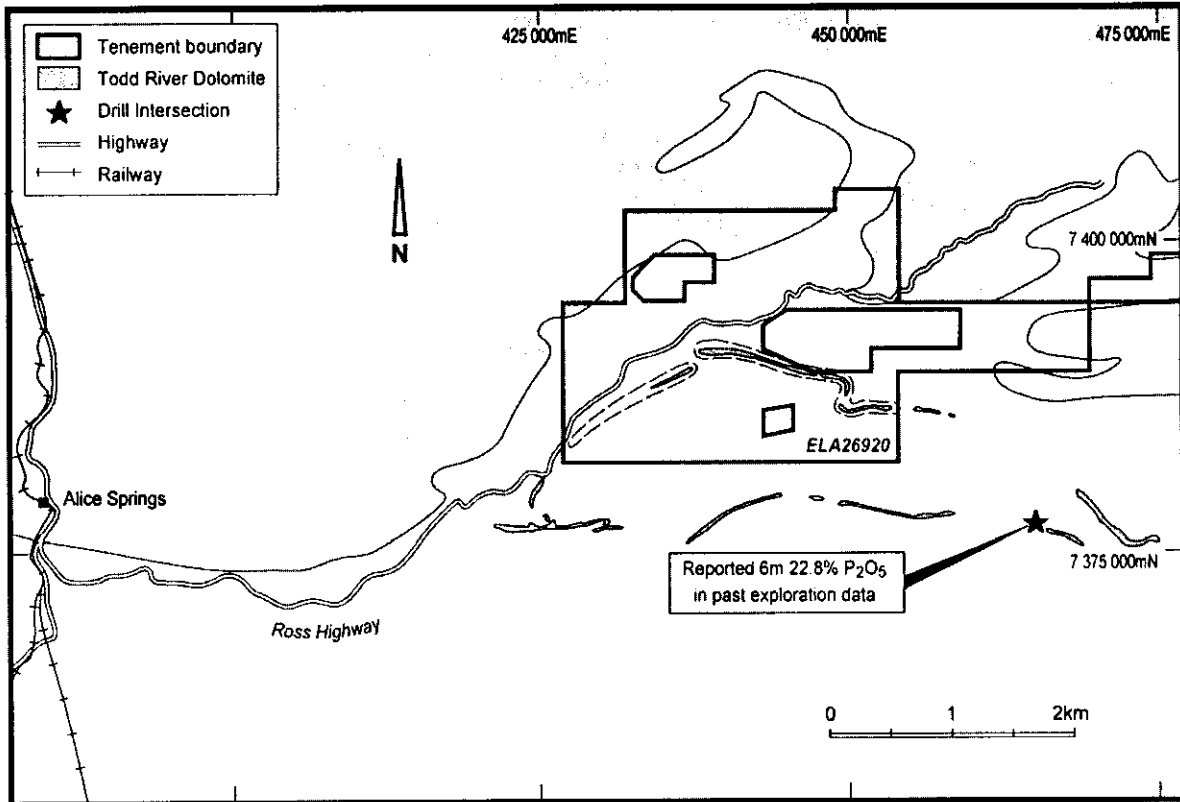 425 000mE
450 000mE
475 000mE
Tenement boundary
Todd River Dolomite
Drill Intersection
Highway
Railway
N
7 400 000mN
ELA26920
Alice Springs
Reported 6m 22.8% P₂O₅
in past exploration data
7 375 000mN
Ross Highway
0 1 2km